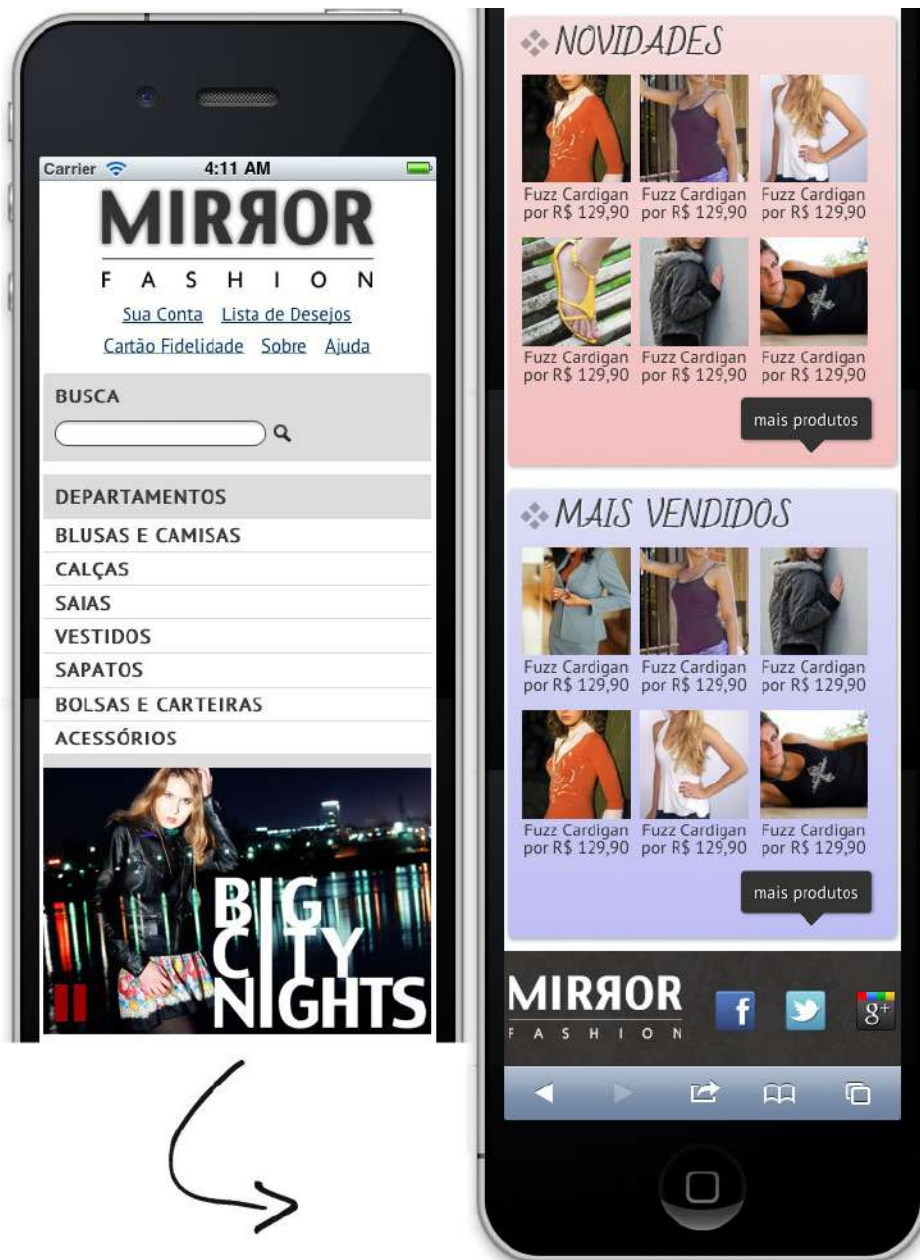 Carrier 4:11 AM
MIRЯOR
FASHION
Sua Conta Lista de Desejos
Cartão Fidelidade Sobre Ajuda
BUSCA
DEPARTAMENTOS
BLUSAS E CAMISAS
CALÇAS
SAIAS
VESTIDOS
SAPATOS
BOLSAS E CARTEIRAS
ACESSÓRIOS
BIG
CITY
NIGHTS
NOVIDADES
Fuzz Cardigan Fuzz Cardigan Fuzz Cardigan
por R$ 129,90 por R$ 129,90 por R$ 129,90
Fuzz Cardigan Fuzz Cardigan Fuzz Cardigan
por R$ 129,90 por R$ 129,90 por R$ 129,90
mais produtos
MAIS VENDIDOS
Fuzz Cardigan Fuzz Cardigan Fuzz Cardigan
por R$ 129,90 por R$ 129,90 por R$ 129,90
Fuzz Cardigan Fuzz Cardigan Fuzz Cardigan
por R$ 129,90 por R$ 129,90 por R$ 129,90
mais produtos
MIRЯOR
FASHION
f
g+